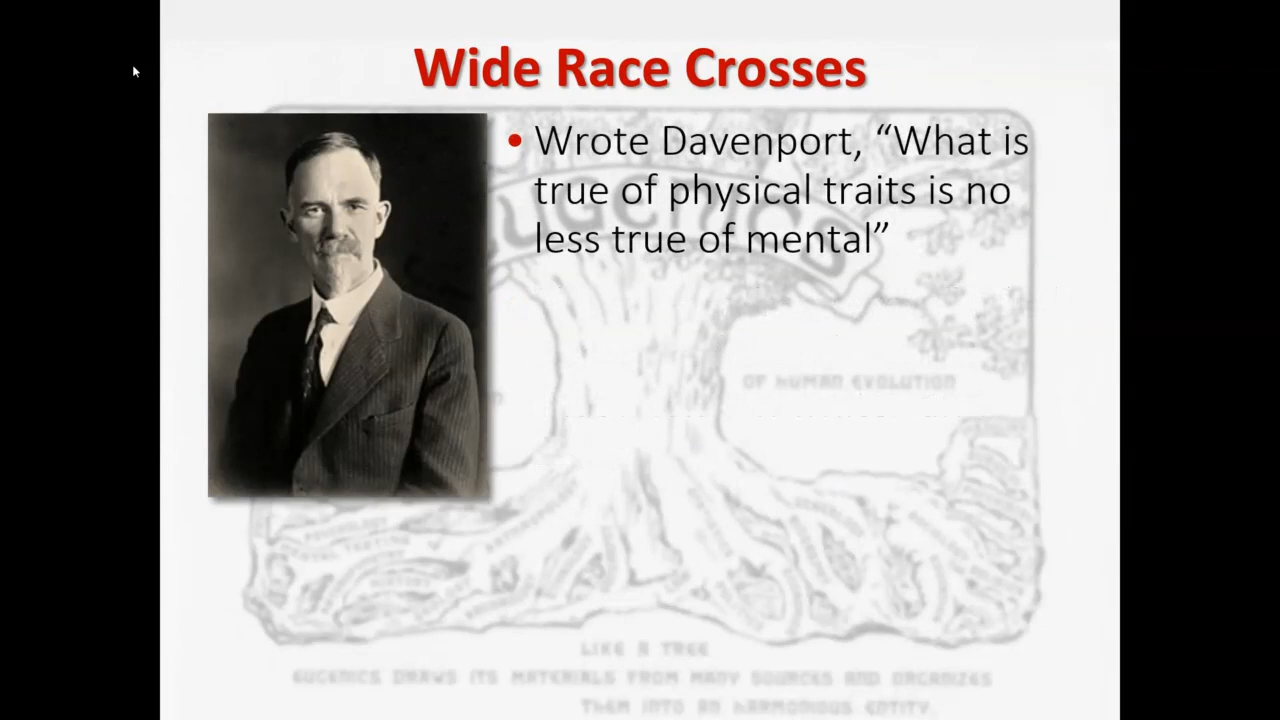 Wide Race Crosses
• Wrote Davenport, “What is
true of physical traits is no
less true of mental”
EUGENICS
OF HUMAN EVOLUTION
LIKE A TREE
EUGENICS DRAWS ITS MATERIALS FROM MANY SOURCES AND ORGANIZES
THEM INTO AN HARMONIOUS ENTITY.